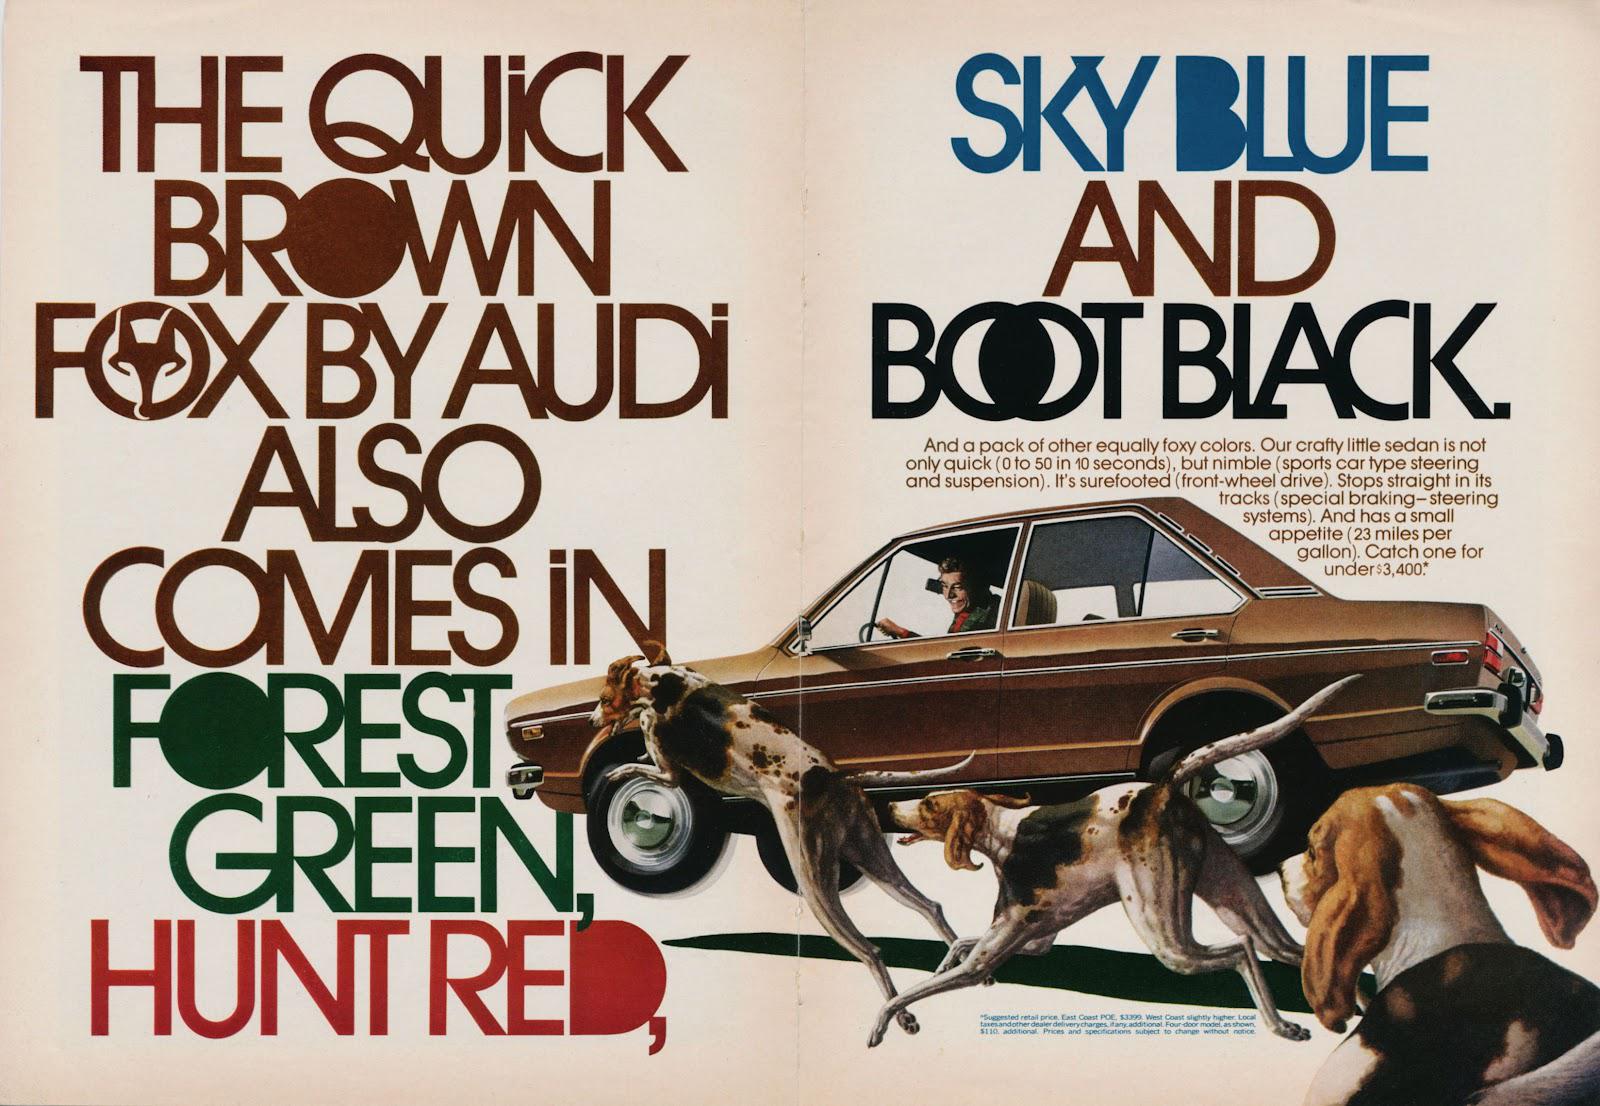 THE QUiCK
BROWN
FOX BY AUDi
ALSO
COMES iN
FOREST
GREEN,
HUNT RED,
SKY BLUE
AND
BOOT BLACK.
And a pack of other equally foxy colors. Our crafty little sedan is not
only quick (0 to 50 in 10 seconds), but nimble (sports car type steering
and suspension). It's surefooted (front-wheel drive). Stops straight in its
tracks (special braking-steering
systems). And has a small
appetite (23 miles per
gallon). Catch one for
under $3,400.*
*Suggested retail price, East Coast POE, $3399. West Coast slightly higher. Local
taxes and other dealer delivery charges, if any, additional. Four-door model, as shown,
$110. additional. Prices and specifications subject to change without notice.